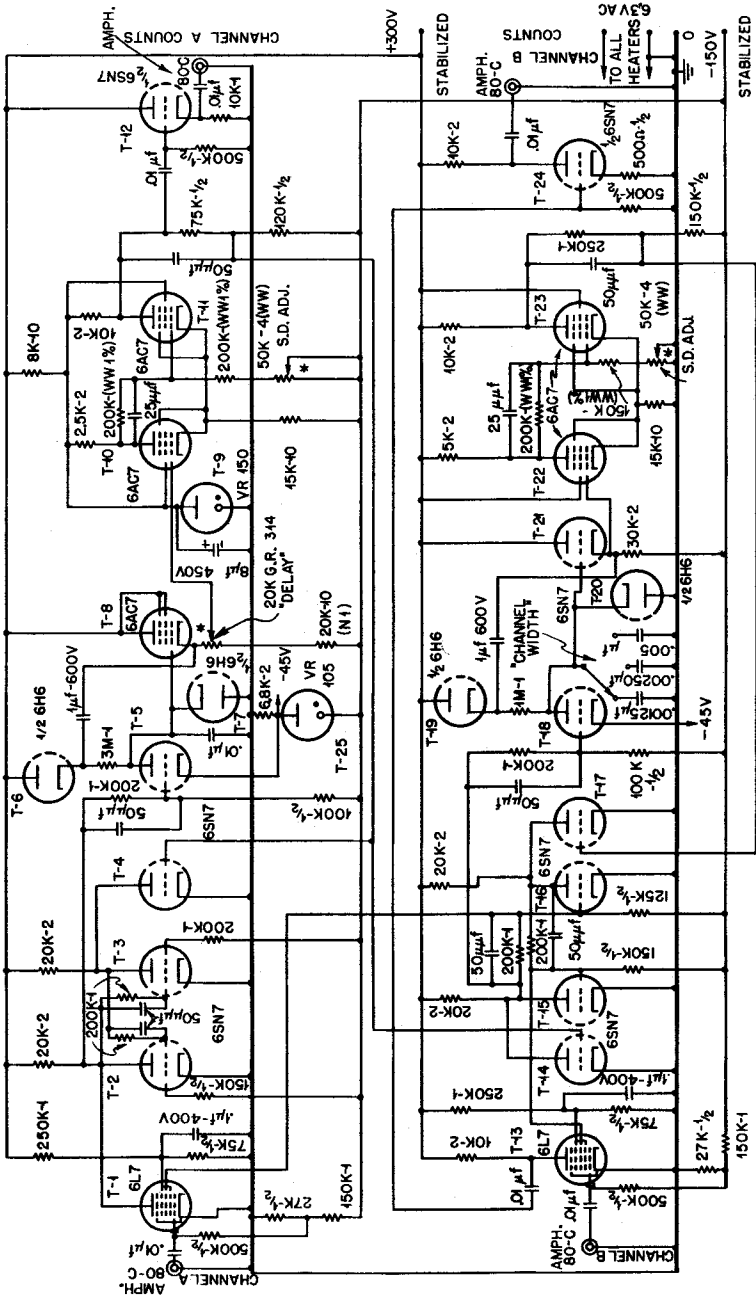 AMPH.
80-C
CHANNEL A
.01μf
500K-½
T-1
6L7
250K-1
75K-½
.1μf-400V
27K-½
150K-1
20K-2
T-2
150K-½
200K-1
50μμf
6SN7
20K-2
T-3
200K-1
T-4
6SN7
50μμf
200K-1
400K-½
T-5
T-6
1/2 6H6
3M-1
1μf-600V
.01μf
T-7
½6H6
6.8K-2
-45V
VR
105
T-25
T-8
6AC7
*
20K G.R. 314
"DELAY"
20K-10
(N1)
8μf
450V
T-9
VR 150
T-10
6AC7
2.5K-2
200K-(WW1%)
25μμf
8K-10
10K-2
T-11
6AC7
200K-(WW1%)
50K-4(WW)
S.D. ADJ.
*
15K-10
50μμf
75K-½
120K-½
.01μf
500K-½
T-12
½
6SN7
AMPH.
80-C
.01μf
10K-1
CHANNEL A COUNTS
+300V
STABILIZED
AMPH.
80-C
CHANNEL B
.01μf
500K-½
T-13
6L7
.01μf
10K-2
250K-1
75K-½
.1μf-400V
27K-½
150K-1
T-14
T-15
6SN7
20K-2
50μμf
200K-1
200K-1
50μμf
150K-½
125K-½
T-16
6SN7
T-17
20K-2
50μμf
200K-1
100K
-½
T-18
-45V
T-19
½ 6H6
1M-1
1μf 600V
"CHANNEL
WIDTH"
.00125μf
.00250μf
.005
μf
6SN7
T-20
1/26H6
T-21
30K-2
T-22
6AC7
5K-2
25μμf
200K-(WW1%)
15K-10
150K-
(WW1%)
10K-2
T-23
50μμf
50K-4
(WW)
*
S.D. ADJ.
250K-1
150K-½
T-24
½6SN7
10K-2
.01μf
500K-½
500Ω-½
AMPH.
80-C
CHANNEL B
COUNTS
TO ALL
HEATERS
6.3V AC
0
-150V
STABILIZED